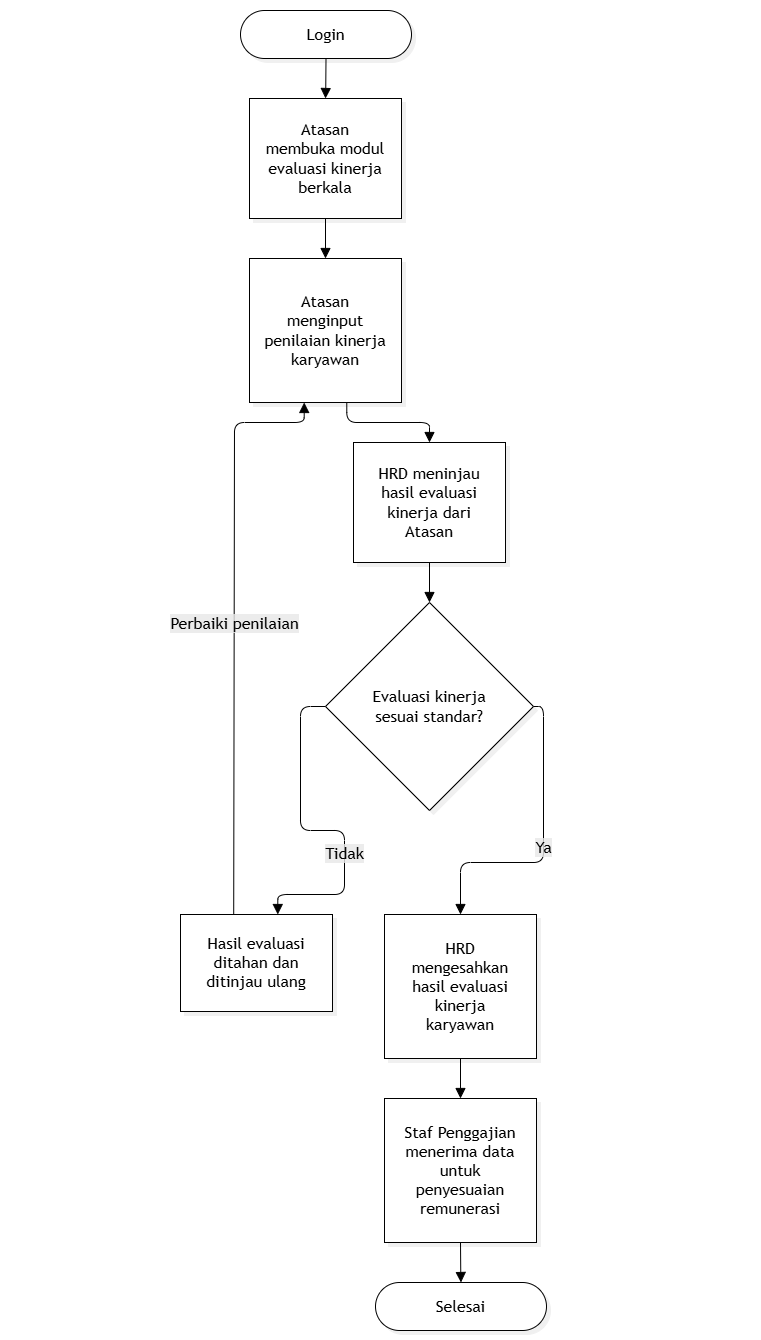 Login
Atasan
membuka modul
evaluasi kinerja
berkala
Atasan
menginput
penilaian kinerja
karyawan
HRD meninjau
hasil evaluasi
kinerja dari
Atasan
Perbaiki penilaian
Evaluasi kinerja
sesuai standar?
Tidak
Ya
Hasil evaluasi
ditahan dan
ditinjau ulang
HRD
mengesahkan
hasil evaluasi
kinerja
karyawan
Staf Penggajian
menerima data
untuk
penyesuaian
remunerasi
Selesai